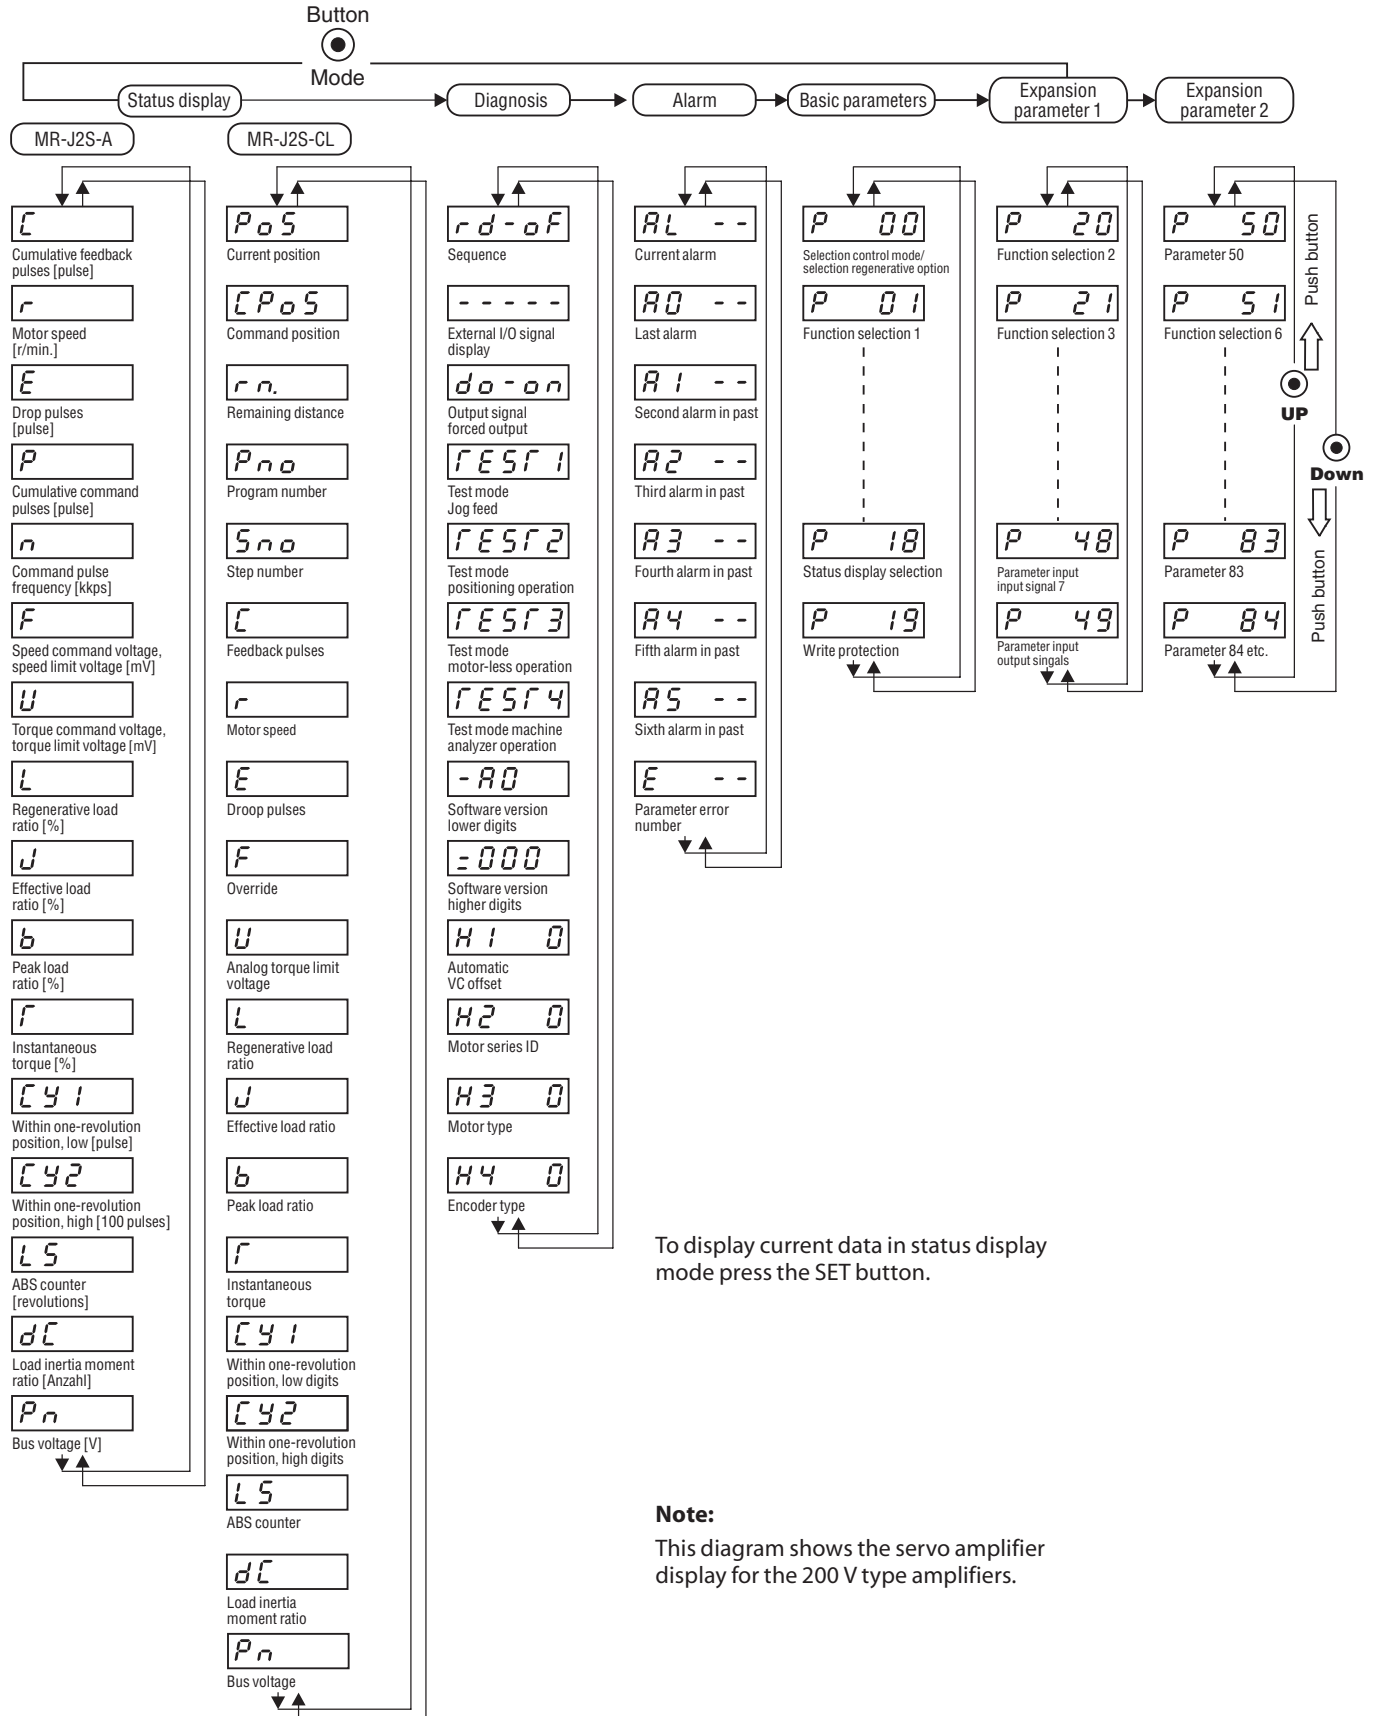 Button
Mode
Status display
Diagnosis
Alarm
Basic parameters
Expansion
parameter 1
Expansion
parameter 2
MR-J2S-A
C
Cumulative feedback
pulses [pulse]
r
Motor speed
[r/min.]
E
Drop pulses
[pulse]
P
Cumulative command
pulses [pulse]
n
Command pulse
frequency [kkps]
F
Speed command voltage,
speed limit voltage [mV]
U
Torque command voltage,
torque limit voltage [mV]
L
Regenerative load
ratio [%]
J
Effective load
ratio [%]
b
Peak load
ratio [%]
T
Instantaneous
torque [%]
Cy1
Within one-revolution
position, low [pulse]
Cy2
Within one-revolution
position, high [100 pulses]
LS
ABS counter
[revolutions]
dC
Load inertia moment
ratio [Anzahl]
Pn
Bus voltage [V]
MR-J2S-CL
PoS
Current position
CPoS
Command position
rn.
Remaining distance
Pno
Program number
Sno
Step number
C
Feedback pulses
r
Motor speed
E
Droop pulses
F
Override
U
Analog torque limit
voltage
L
Regenerative load
ratio
J
Effective load ratio
b
Peak load ratio
T
Instantaneous
torque
Cy1
Within one-revolution
position, low digits
Cy2
Within one-revolution
position, high digits
LS
ABS counter
dC
Load inertia
moment ratio
Pn
Bus voltage
rd-oF
Sequence
-----
External I/O signal
display
do-on
Output signal
forced output
TEST1
Test mode
Jog feed
TEST2
Test mode
positioning operation
TEST3
Test mode
motor-less operation
TEST4
Test mode machine
analyzer operation
-A0
Software version
lower digits
=000
Software version
higher digits
H1 0
Automatic
VC offset
H2 0
Motor series ID
H3 0
Motor type
H4 0
Encoder type
AL --
Current alarm
A0 --
Last alarm
A1 --
Second alarm in past
A2 --
Third alarm in past
A3 --
Fourth alarm in past
A4 --
Fifth alarm in past
A5 --
Sixth alarm in past
E --
Parameter error
number
P 00
Selection control mode/
selection regenerative option
P 01
Function selection 1
P 18
Status display selection
P 19
Write protection
P 20
Function selection 2
P 21
Function selection 3
P 48
Parameter input
input signal 7
P 49
Parameter input
output singals
P 50
Parameter 50
P 51
Function selection 6
P 83
Parameter 83
P 84
Parameter 84 etc.
Push button
UP
Down
Push button
To display current data in status display
mode press the SET button.
Note:
This diagram shows the servo amplifier
display for the 200 V type amplifiers.